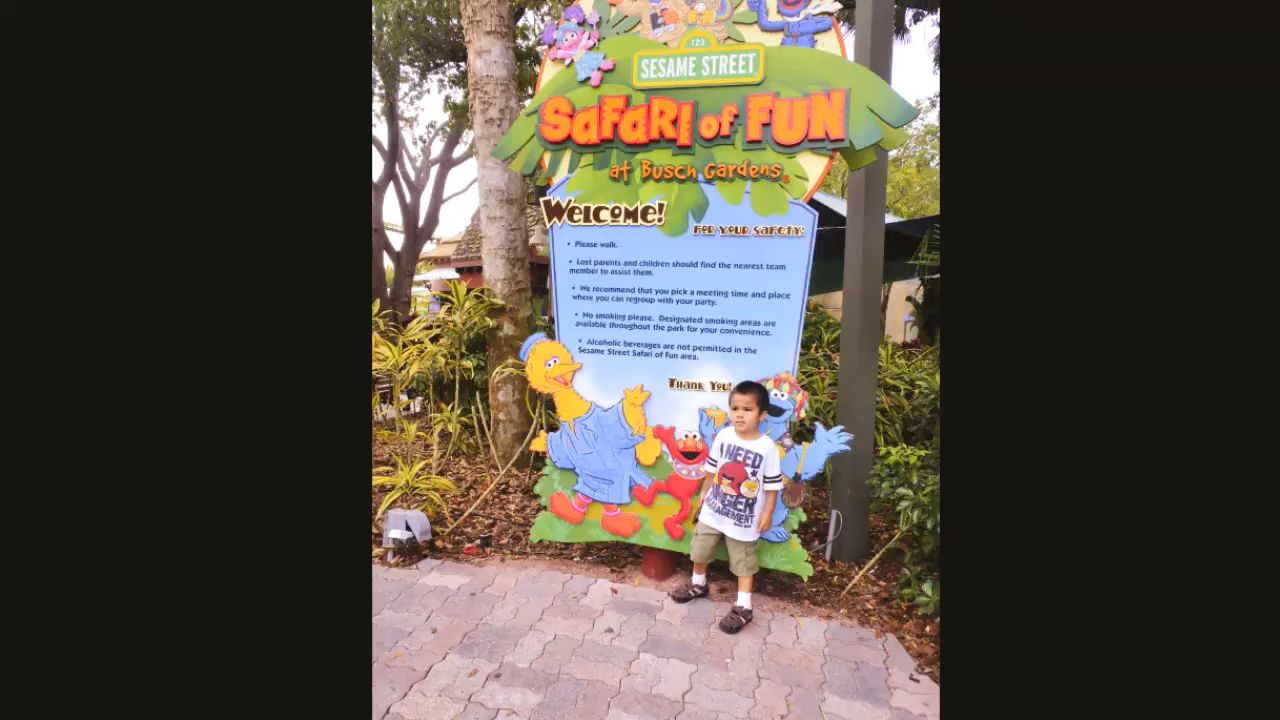 123
SESAME STREET
SaFaRI of FUN
at Busch Gardens®
WELCOME!
FOR YOUR SAFETY:
• Please walk.
• Lost parents and children should find the nearest team
member to assist them.
• We recommend that you pick a meeting time and place
where you can regroup with your party.
• No smoking please. Designated smoking areas are
available throughout the park for your convenience.
• Alcoholic beverages are not permitted in the
Sesame Street Safari of Fun area.
THANK YOU!
I NEED
ANGER
MANAGEMENT